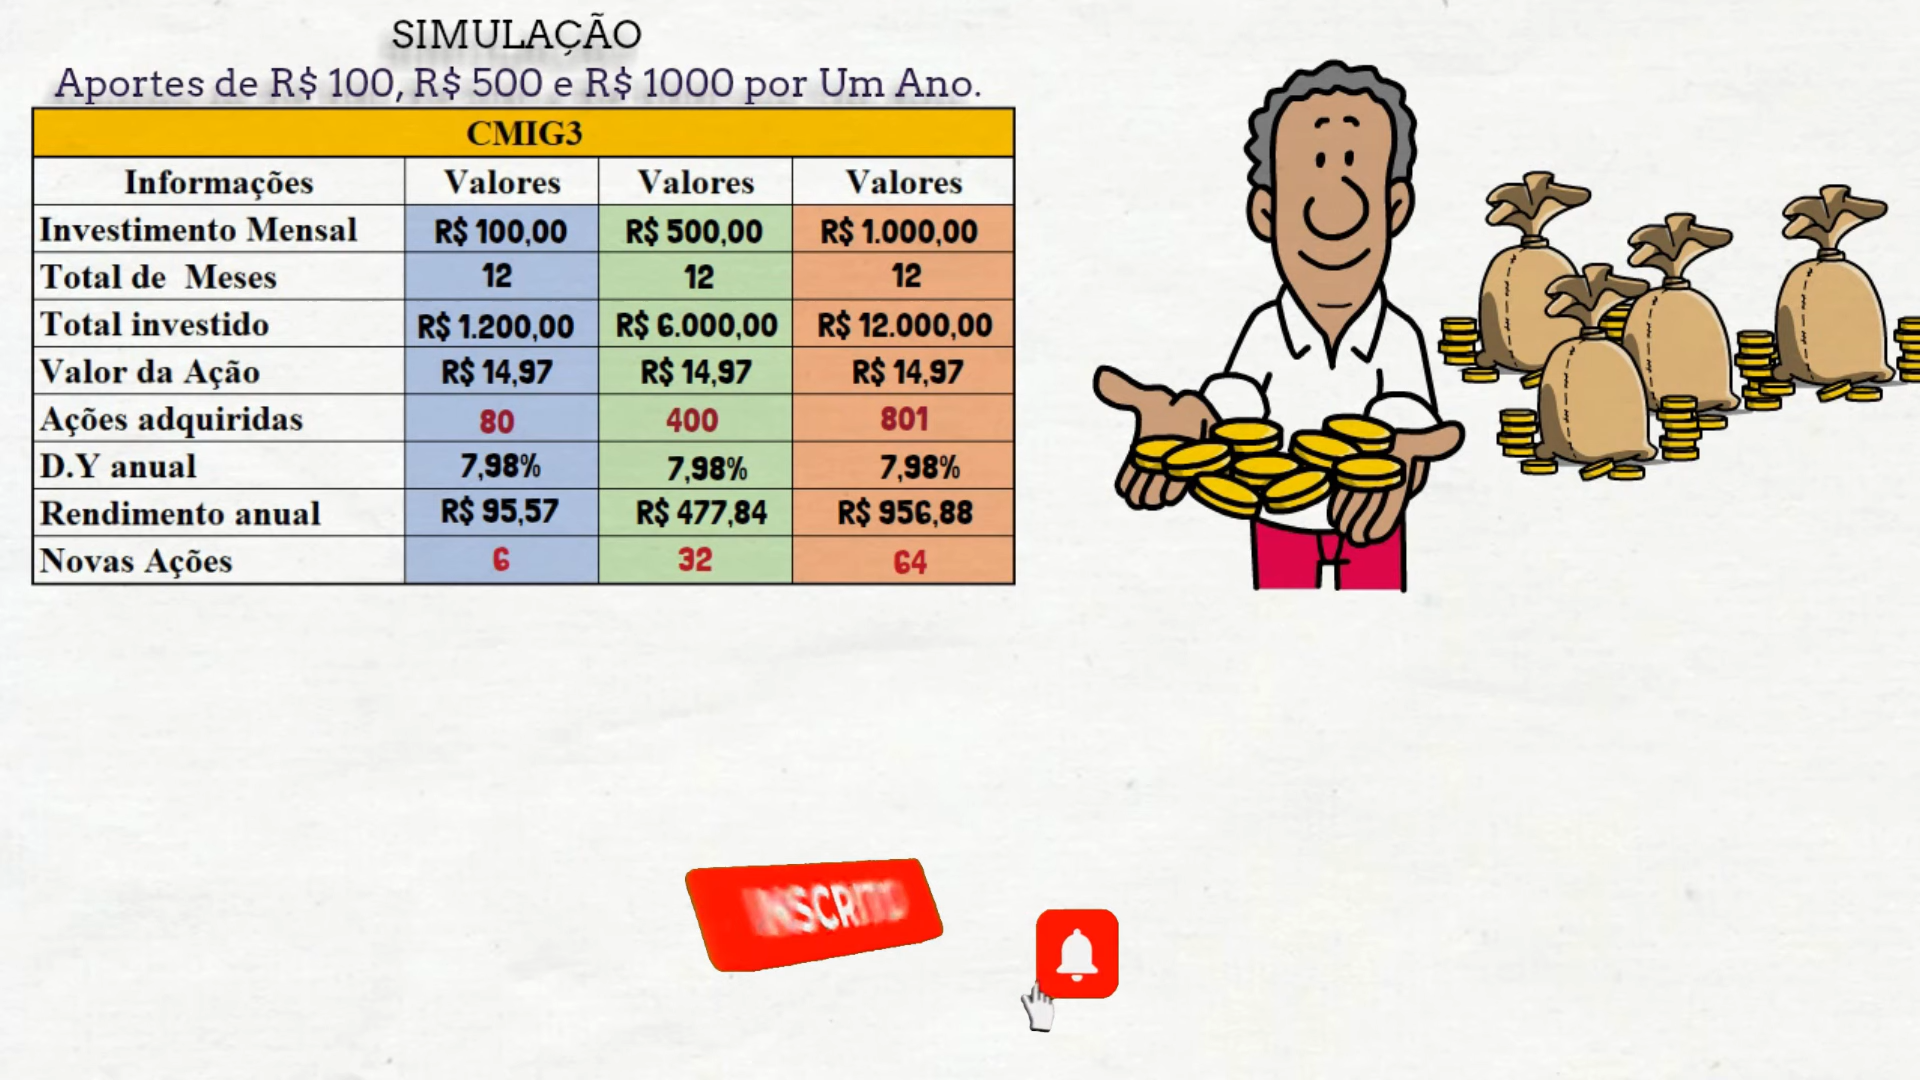 SIMULAÇÃO
Aportes de R$ 100, R$ 500 e R$ 1000 por Um Ano.
CMIG3
Informações Valores Valores Valores
Investimento Mensal R$ 100,00 R$ 500,00 R$ 1.000,00
Total de Meses 12 12 12
Total investido R$ 1.200,00 R$ 6.000,00 R$ 12.000,00
Valor da Ação R$ 14,97 R$ 14,97 R$ 14,97
Ações adquiridas 80 400 801
D.Y anual 7,98% 7,98% 7,98%
Rendimento anual R$ 95,57 R$ 477,84 R$ 956,88
Novas Ações 6 32 64
INSCRITO